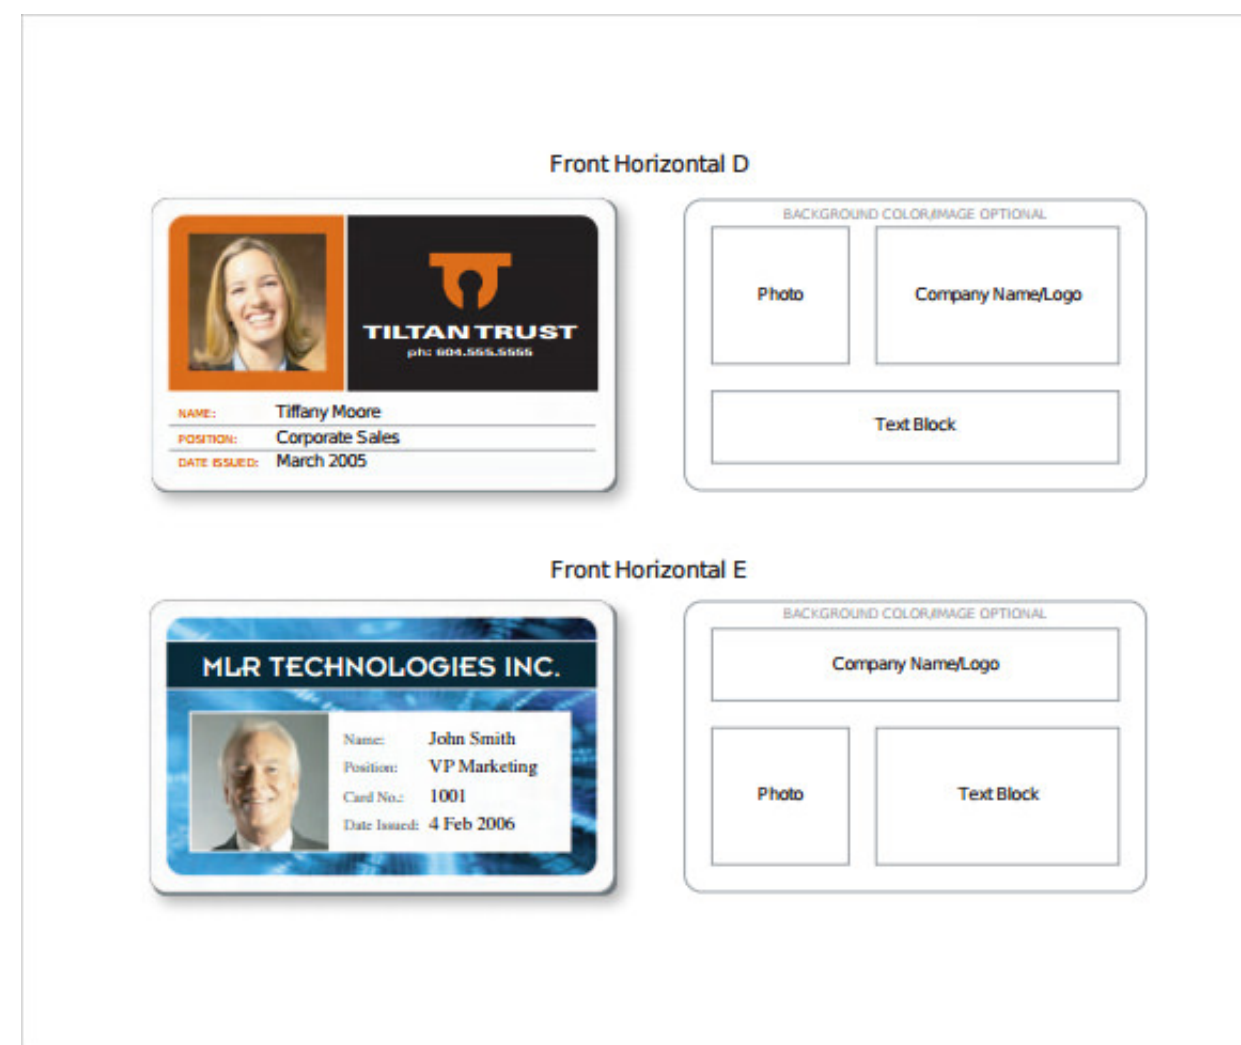 Front Horizontal D
TILTAN TRUST
ph: 604.555.5555
NAME: Tiffany Moore
POSITION: Corporate Sales
DATE ISSUED: March 2005
BACKGROUND COLOR/IMAGE OPTIONAL
Photo
Company Name/Logo
Text Block
Front Horizontal E
MLR TECHNOLOGIES INC.
Name: John Smith
Position: VP Marketing
Card No.: 1001
Date Issued: 4 Feb 2006
BACKGROUND COLOR/IMAGE OPTIONAL
Company Name/Logo
Photo
Text Block